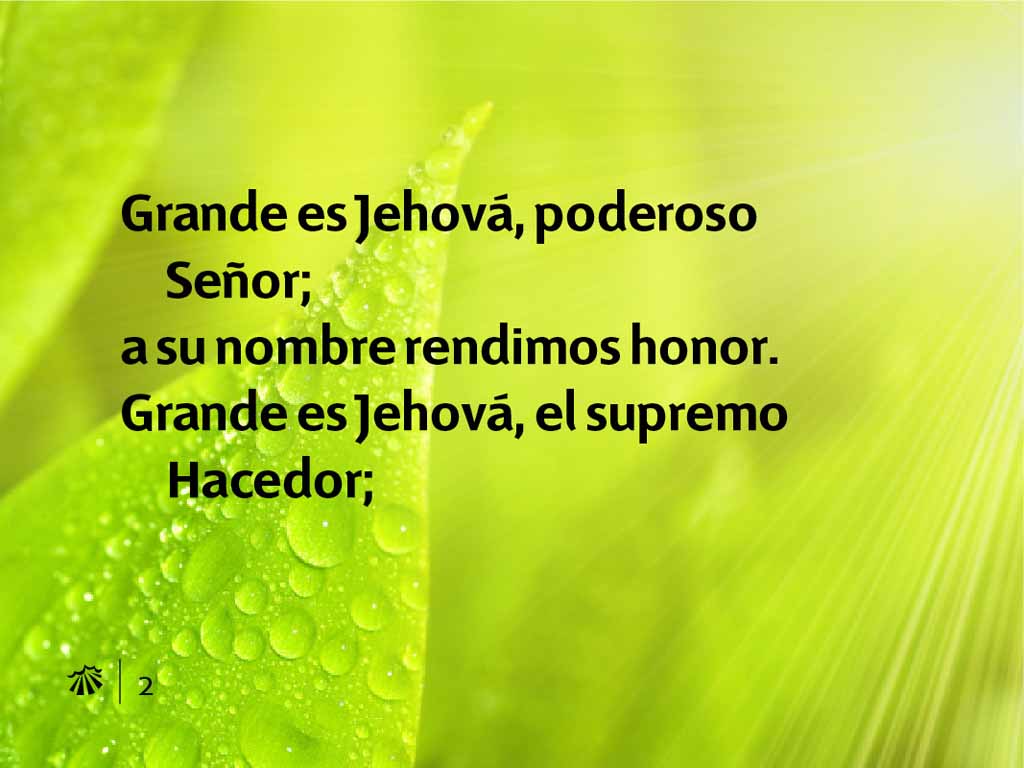 Grande es Jehová, poderoso
Señor;
a su nombre rendimos honor.
Grande es Jehová, el supremo
Hacedor;
2